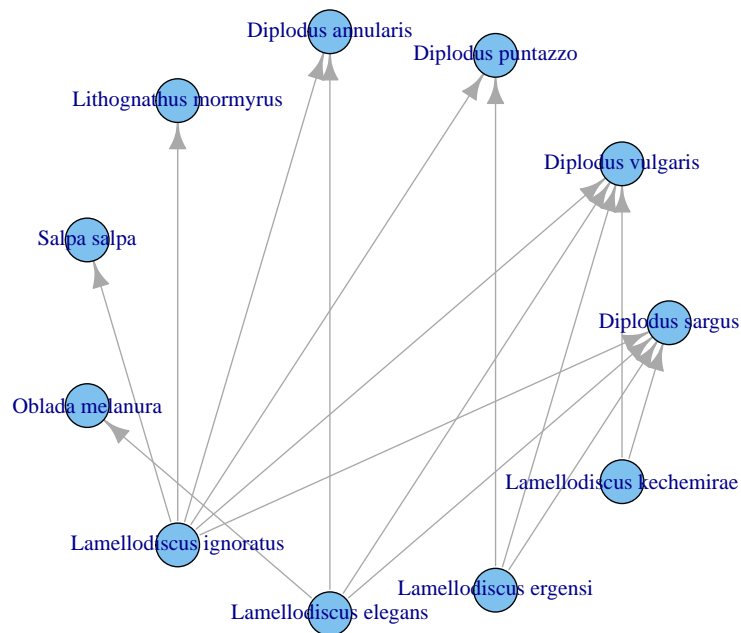 Diplodus annularis
Diplodus puntazzo
Lithognathus mormyrus
Diplodus vulgaris
Salpa salpa
Diplodus sargus
Oblada melanura
Lamellodiscus kechemirae
Lamellodiscus ignoratus
Lamellodiscus ergensi
Lamellodiscus elegans